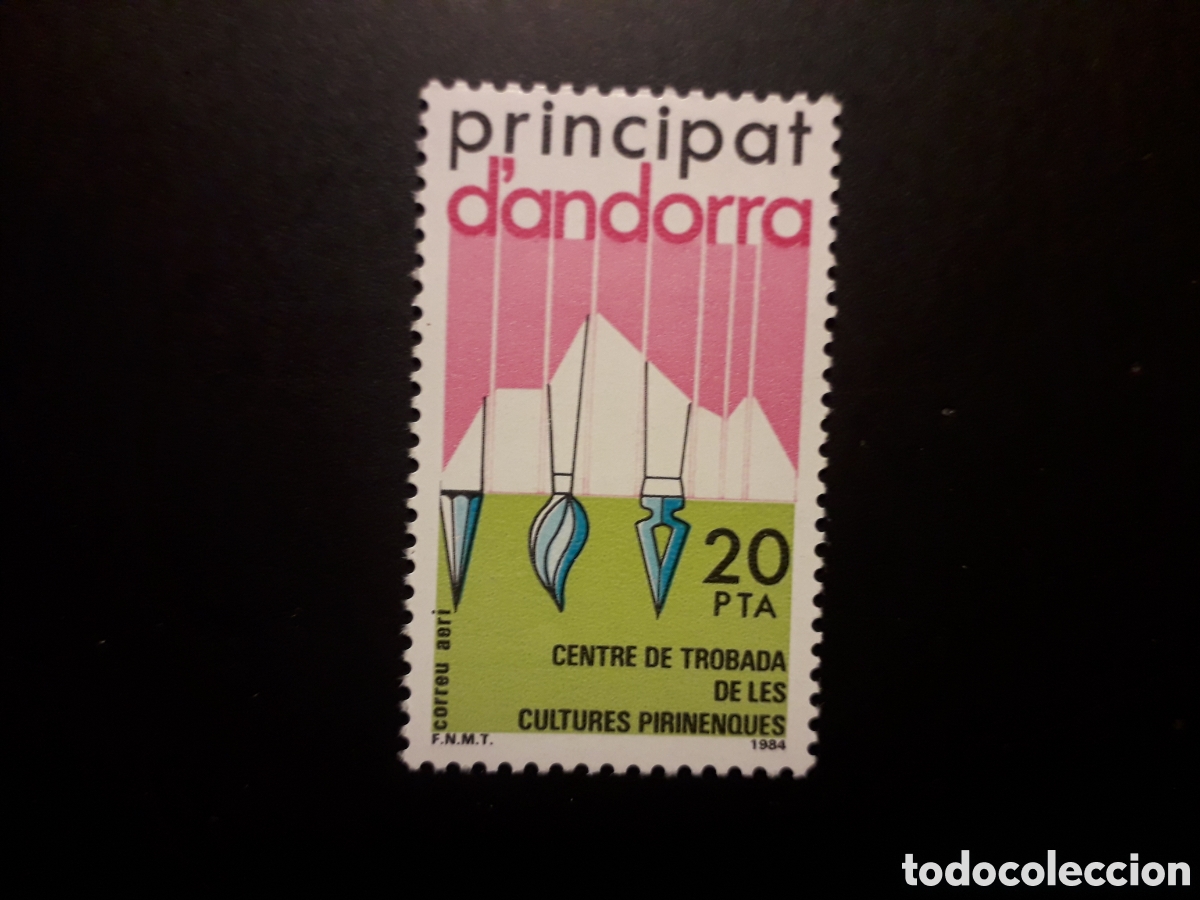 principat
d'andorra
20
PTA
correu aeri
CENTRE DE TROBADA
DE LES
CULTURES PIRINENQUES
F.N.M.T.
1984
todocoleccion